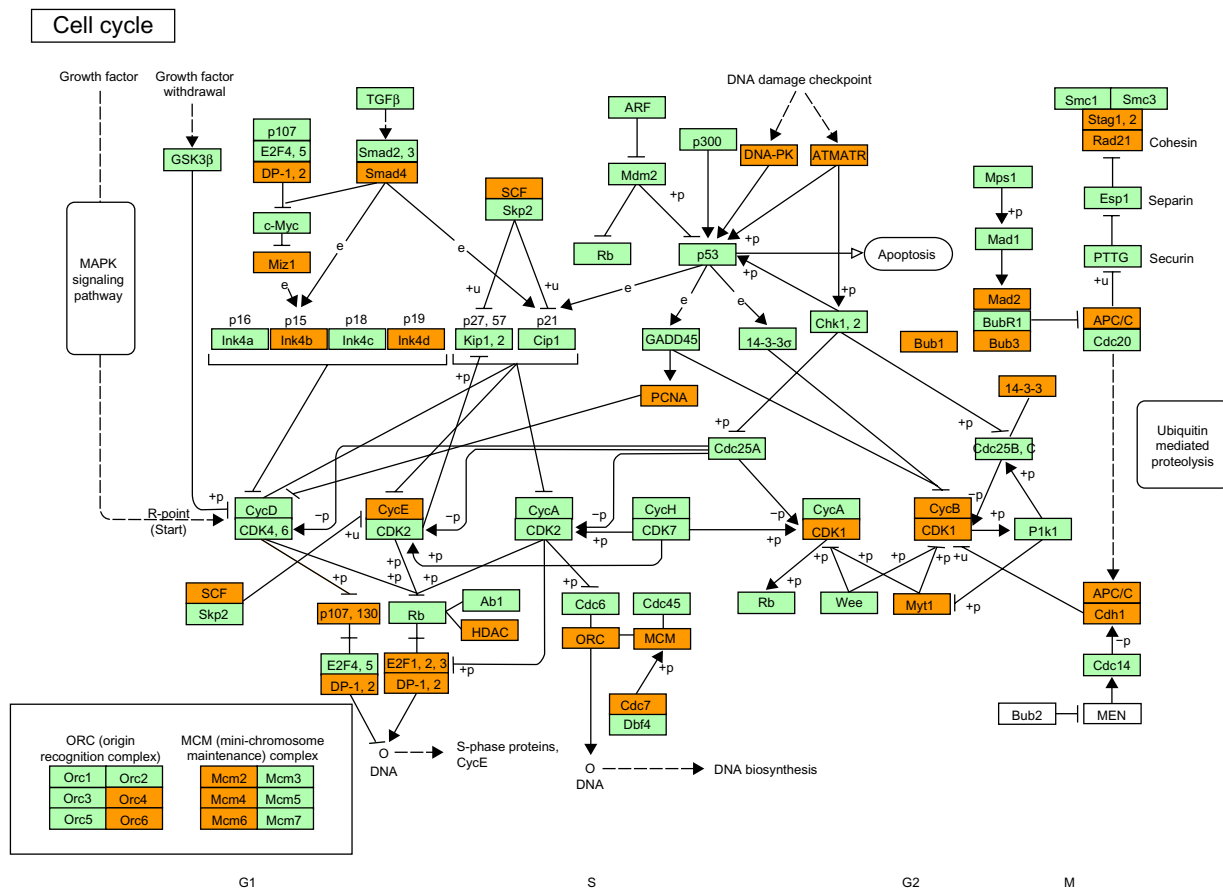 Cell cycle
Growth factor
Growth factor
withdrawal
DNA damage checkpoint
TGFβ
ARF
Smc1
Smc3
Stag1, 2
Rad21
Cohesin
p107
E2F4, 5
DP-1, 2
GSK3β
Smad2, 3
Smad4
p300
DNA-PK
ATMATR
Mdm2
+p
Mps1
+p
SCF
Skp2
Esp1
Separin
MAPK
signaling
pathway
c-Myc
Miz1
e
e
e
+u
+u
Rb
p53
+p
+p
Apoptosis
Mad1
PTTG
Securin
+u
e
e
e
+p
Mad2
BubR1
Bub3
APC/C
Cdc20
p16
Ink4a
p15
Ink4b
p18
Ink4c
p19
Ink4d
p27, 57
Kip1, 2
p21
Cip1
GADD45
14-3-3σ
Chk1, 2
Bub1
+p
PCNA
14-3-3
Ubiquitin
mediated
proteolysis
+p
+p
Cdc25A
Cdc25B, C
+p
R-point
(Start)
+p
CycD
CDK4, 6
–p
CycE
CDK2
–p
CycA
CDK2
–p
+p
CycH
CDK7
–p
+p
CycA
CDK1
CycB
CDK1
–p
+p
P1k1
+u
+p
+p
+p
+p
+p
+p
+p
+p
+p
+u
+p
SCF
Skp2
p107, 130
Rb
Ab1
HDAC
Cdc6
Cdc45
ORC
MCM
Rb
Wee
Myt1
APC/C
Cdh1
–p
E2F4, 5
DP-1, 2
E2F1, 2, 3
DP-1, 2
+p
+p
Cdc7
Dbf4
Cdc14
Bub2
MEN
O
DNA
S-phase proteins,
CycE
O
DNA
DNA biosynthesis
ORC (origin
recognition complex)
MCM (mini-chromosome
maintenance) complex
Orc1
Orc2
Orc3
Orc4
Orc5
Orc6
Mcm2
Mcm3
Mcm4
Mcm5
Mcm6
Mcm7
G1
S
G2
M